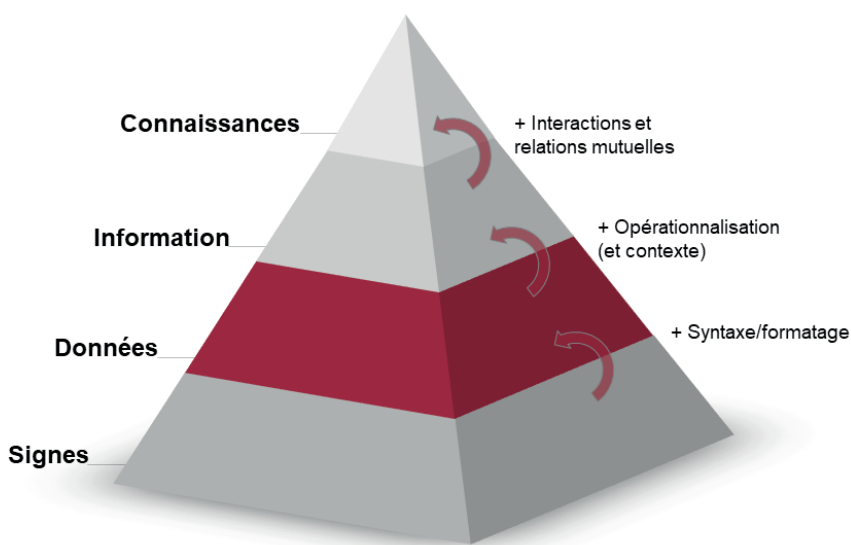 Connaissances
+ Interactions et
relations mutuelles
Information
+ Opérationnalisation
(et contexte)
Données
+ Syntaxe/formatage
Signes